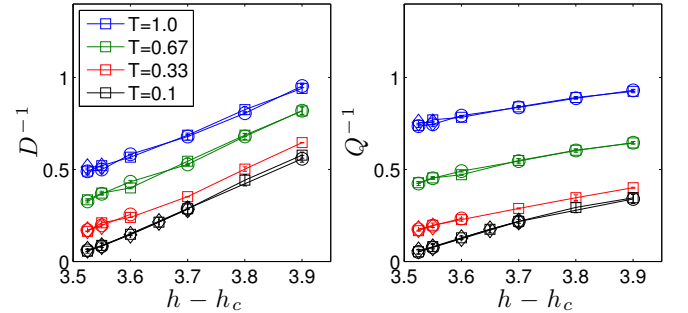 T=1.0
T=0.67
T=0.33
T=0.1
1
0.5
0
3.5 3.6 3.7 3.8 3.9
h − h_c
D^{-1}
1
0.5
0
3.5 3.6 3.7 3.8 3.9
h − h_c
Q^{-1}